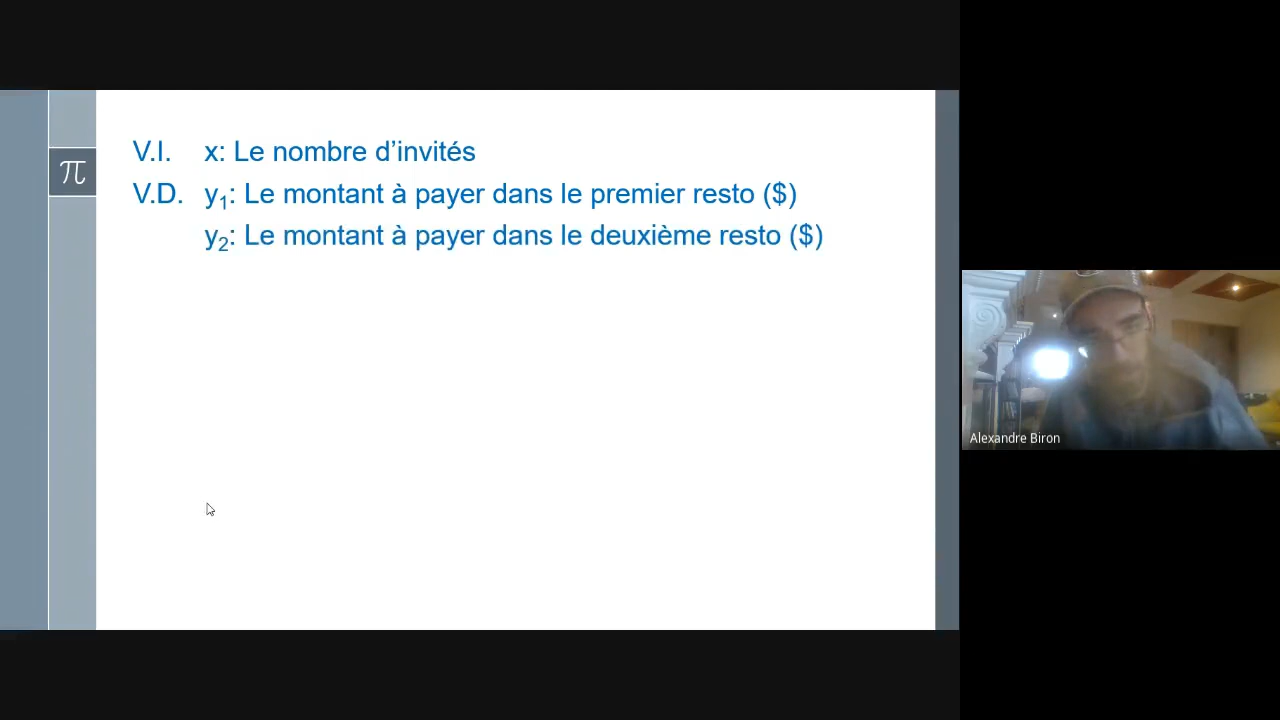 π
V.I. x: Le nombre d’invités
V.D. y₁: Le montant à payer dans le premier resto ($)
y₂: Le montant à payer dans le deuxième resto ($)
Alexandre Biron